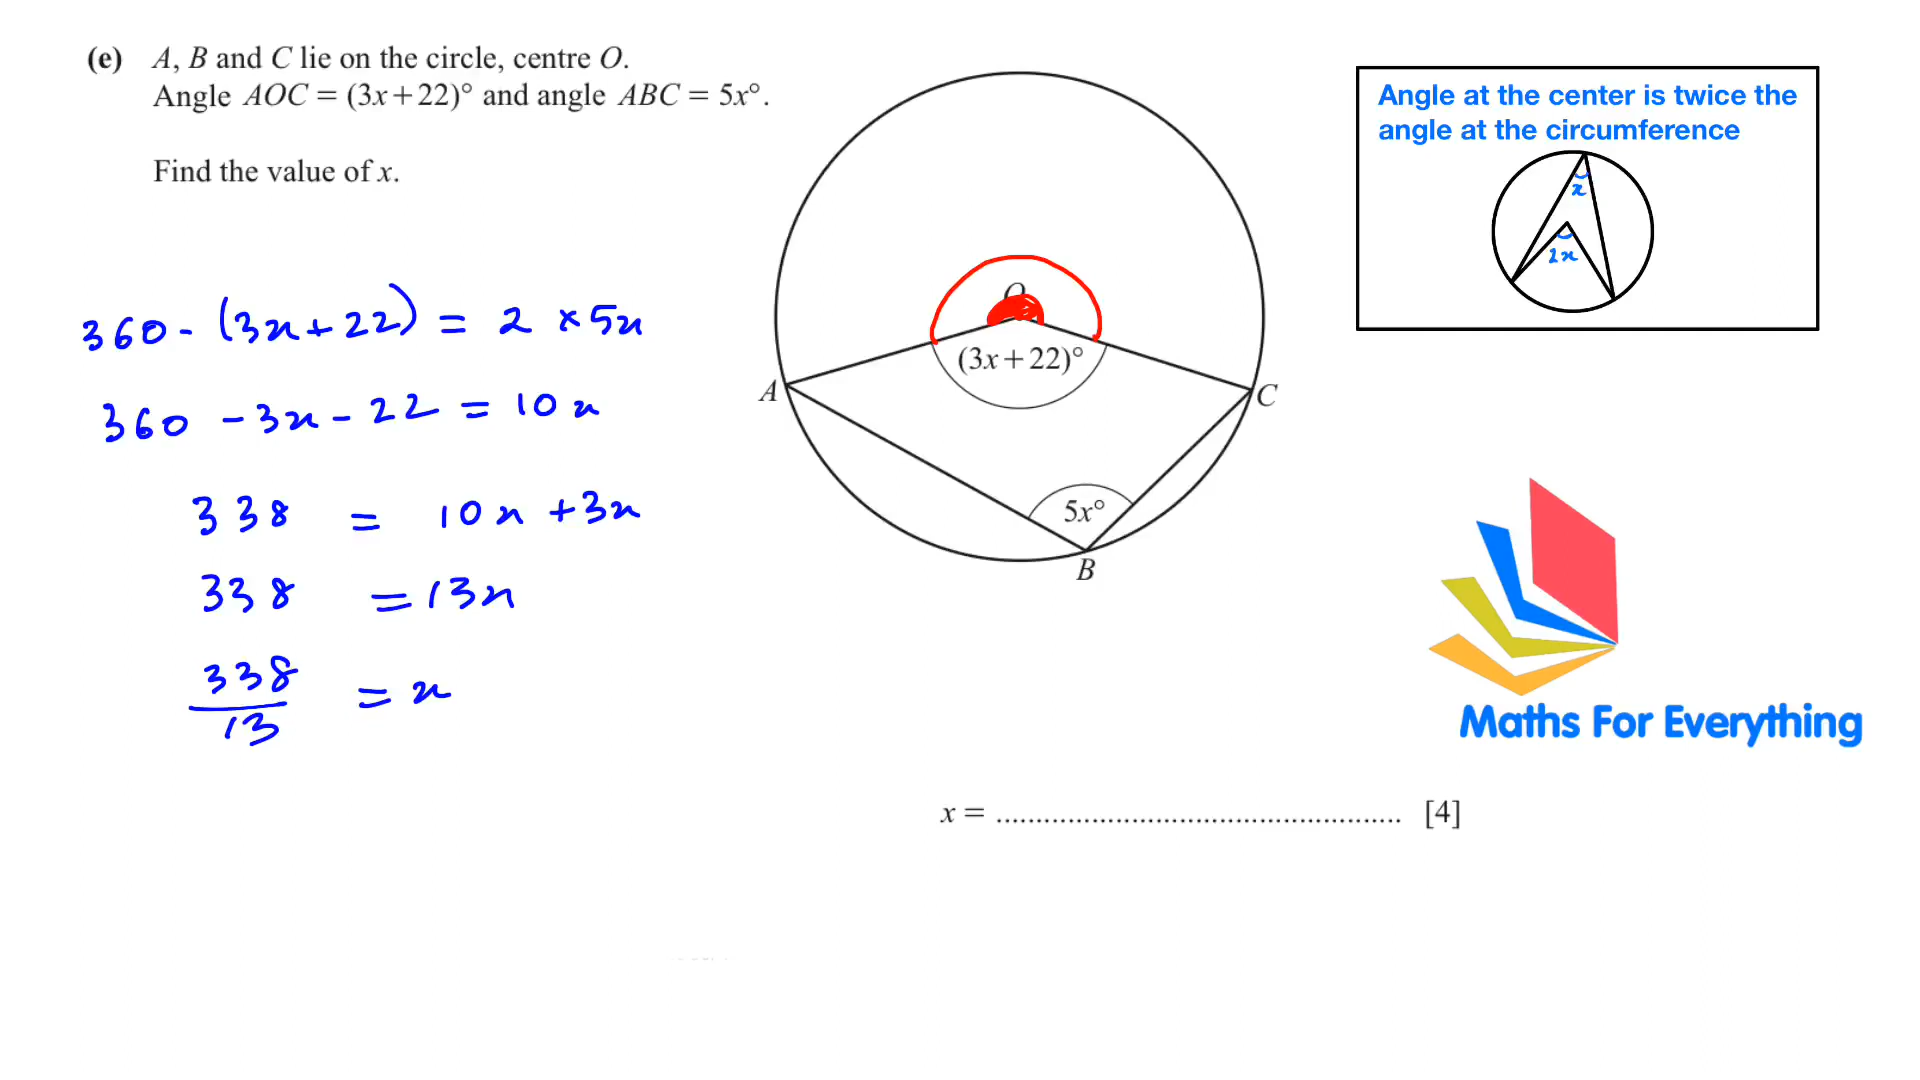 (e) A, B and C lie on the circle, centre O.
Angle AOC = (3x+22)° and angle ABC = 5x°.
Find the value of x.
360 - (3x+22) = 2 × 5x
360 - 3x - 22 = 10x
338 = 10x + 3x
338 = 13x
338/13 = x
O
(3x+22)°
A
C
5x°
B
Angle at the center is twice the
angle at the circumference
x
2x
Maths For Everything
x = .................................................. [4]